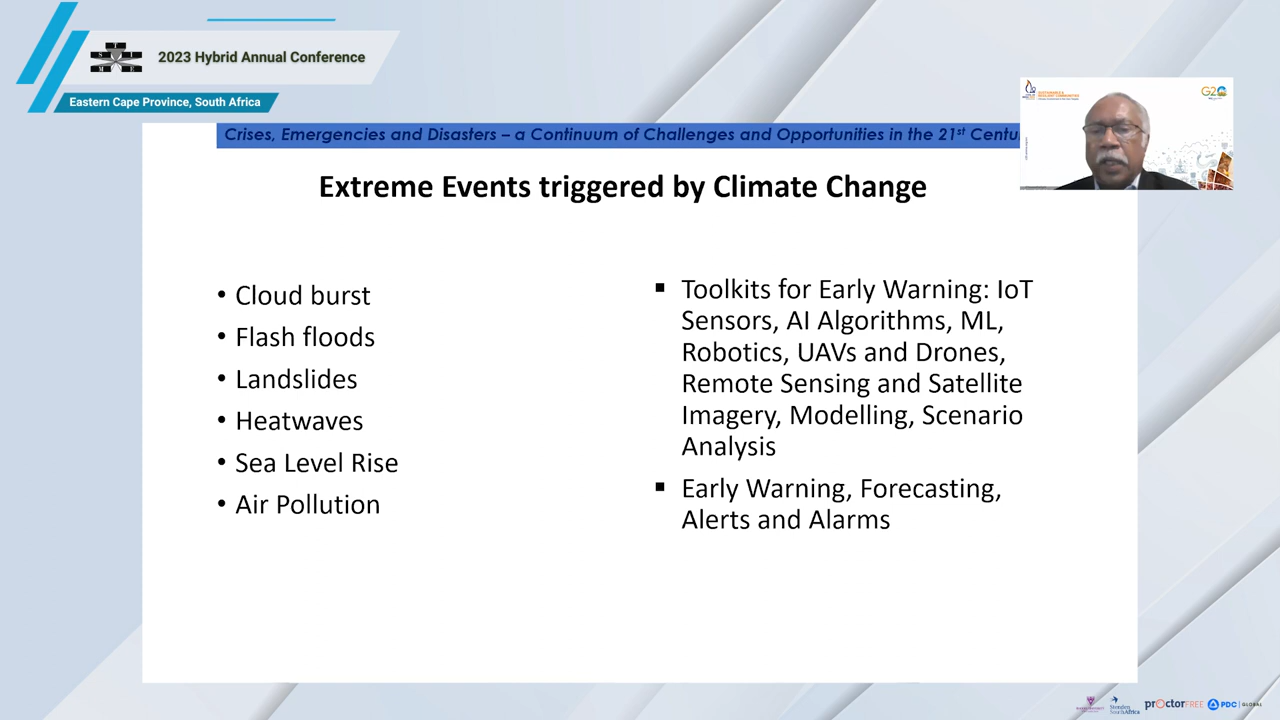 2023 Hybrid Annual Conference
Eastern Cape Province, South Africa
Crises, Emergencies and Disasters – a Continuum of Challenges and Opportunities in the 21st Centu
G20
Extreme Events triggered by Climate Change
• Cloud burst
• Flash floods
• Landslides
• Heatwaves
• Sea Level Rise
• Air Pollution
▪ Toolkits for Early Warning: IoT
Sensors, AI Algorithms, ML,
Robotics, UAVs and Drones,
Remote Sensing and Satellite
Imagery, Modelling, Scenario
Analysis
▪ Early Warning, Forecasting,
Alerts and Alarms
Stenden
South Africa
proctorFREE
PDC | GLOBAL